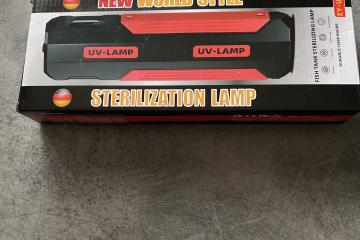 NEW WORLD STYLE
UV-LAMP
UV-LAMP
STERILIZATION LAMP
FISH TANK STERILIZING LAMP